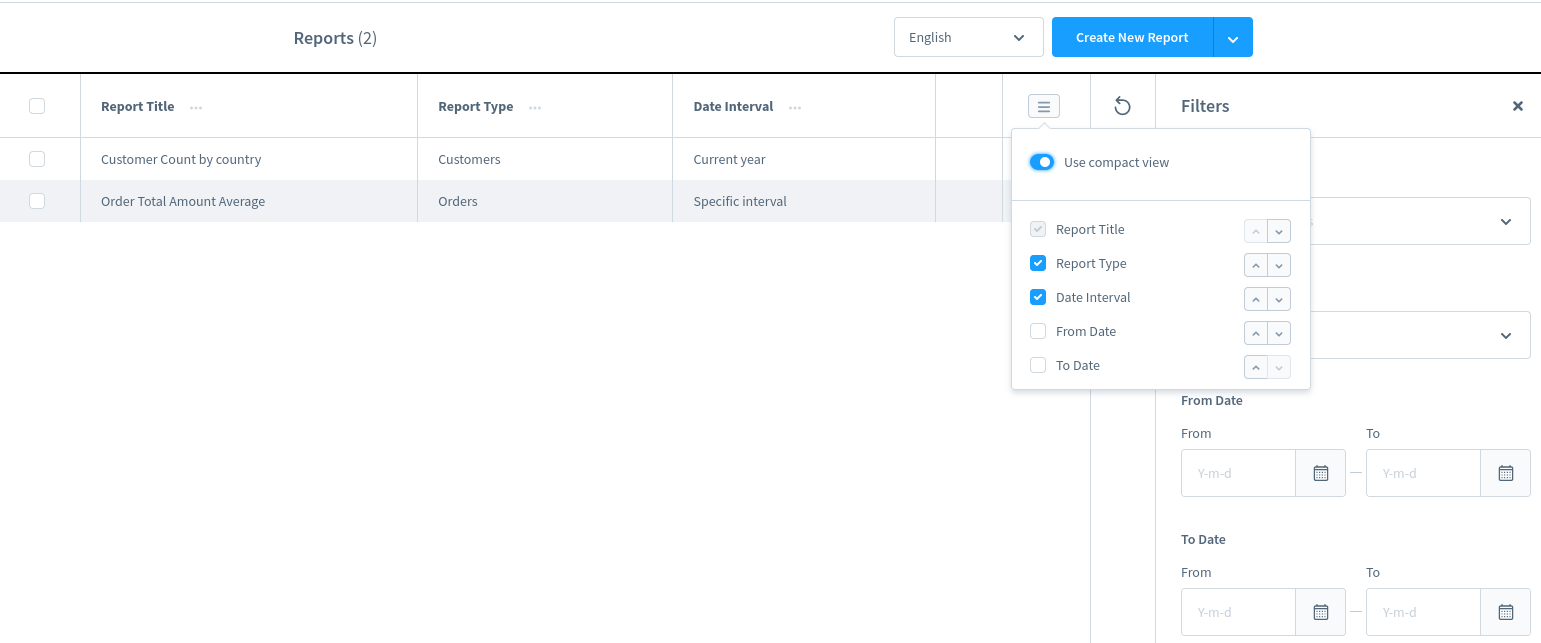 Reports (2)
English
Create New Report
Report Title ...
Report Type ...
Date Interval ...
Filters
Customer Count by country
Customers
Current year
Order Total Amount Average
Orders
Specific interval
Use compact view
Report Title
Report Type
Date Interval
From Date
To Date
From Date
From
To
Y-m-d
Y-m-d
To Date
From
To
Y-m-d
Y-m-d